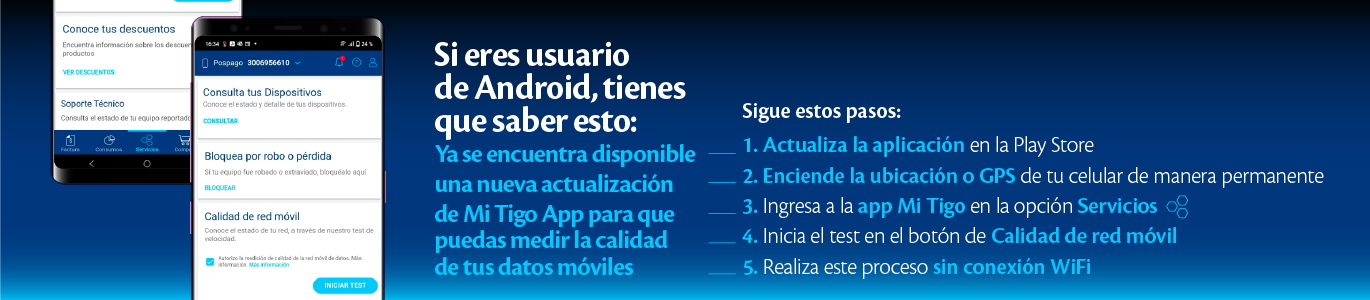 Conoce tus descuentos
Encuentra información sobre los descuen
productos
VER DESCUENTOS
Soporte Técnico
Consulta el estado de tu equipo reportado
Factura
Consumos
Servicios
Compr
16:34
24 %
Pospago 3006956610
Consulta tus Dispositivos
Conoce el estado y detalle de tus dispositivos.
CONSULTAR
Bloquea por robo o pérdida
Si tu equipo fue robado o extraviado, bloquéalo aquí
BLOQUEAR
Calidad de red móvil
Conoce el estado de tu red, a través de nuestro test de
velocidad.
Autorizo la medición de calidad de la red móvil de datos. Más
información. Más información
INICIAR TEST
Si eres usuario
de Android, tienes
que saber esto:
Ya se encuentra disponible
una nueva actualización
de Mi Tigo App para que
puedas medir la calidad
de tus datos móviles
Sigue estos pasos:
1. Actualiza la aplicación en la Play Store
2. Enciende la ubicación o GPS de tu celular de manera permanente
3. Ingresa a la app Mi Tigo en la opción Servicios
4. Inicia el test en el botón de Calidad de red móvil
5. Realiza este proceso sin conexión WiFi